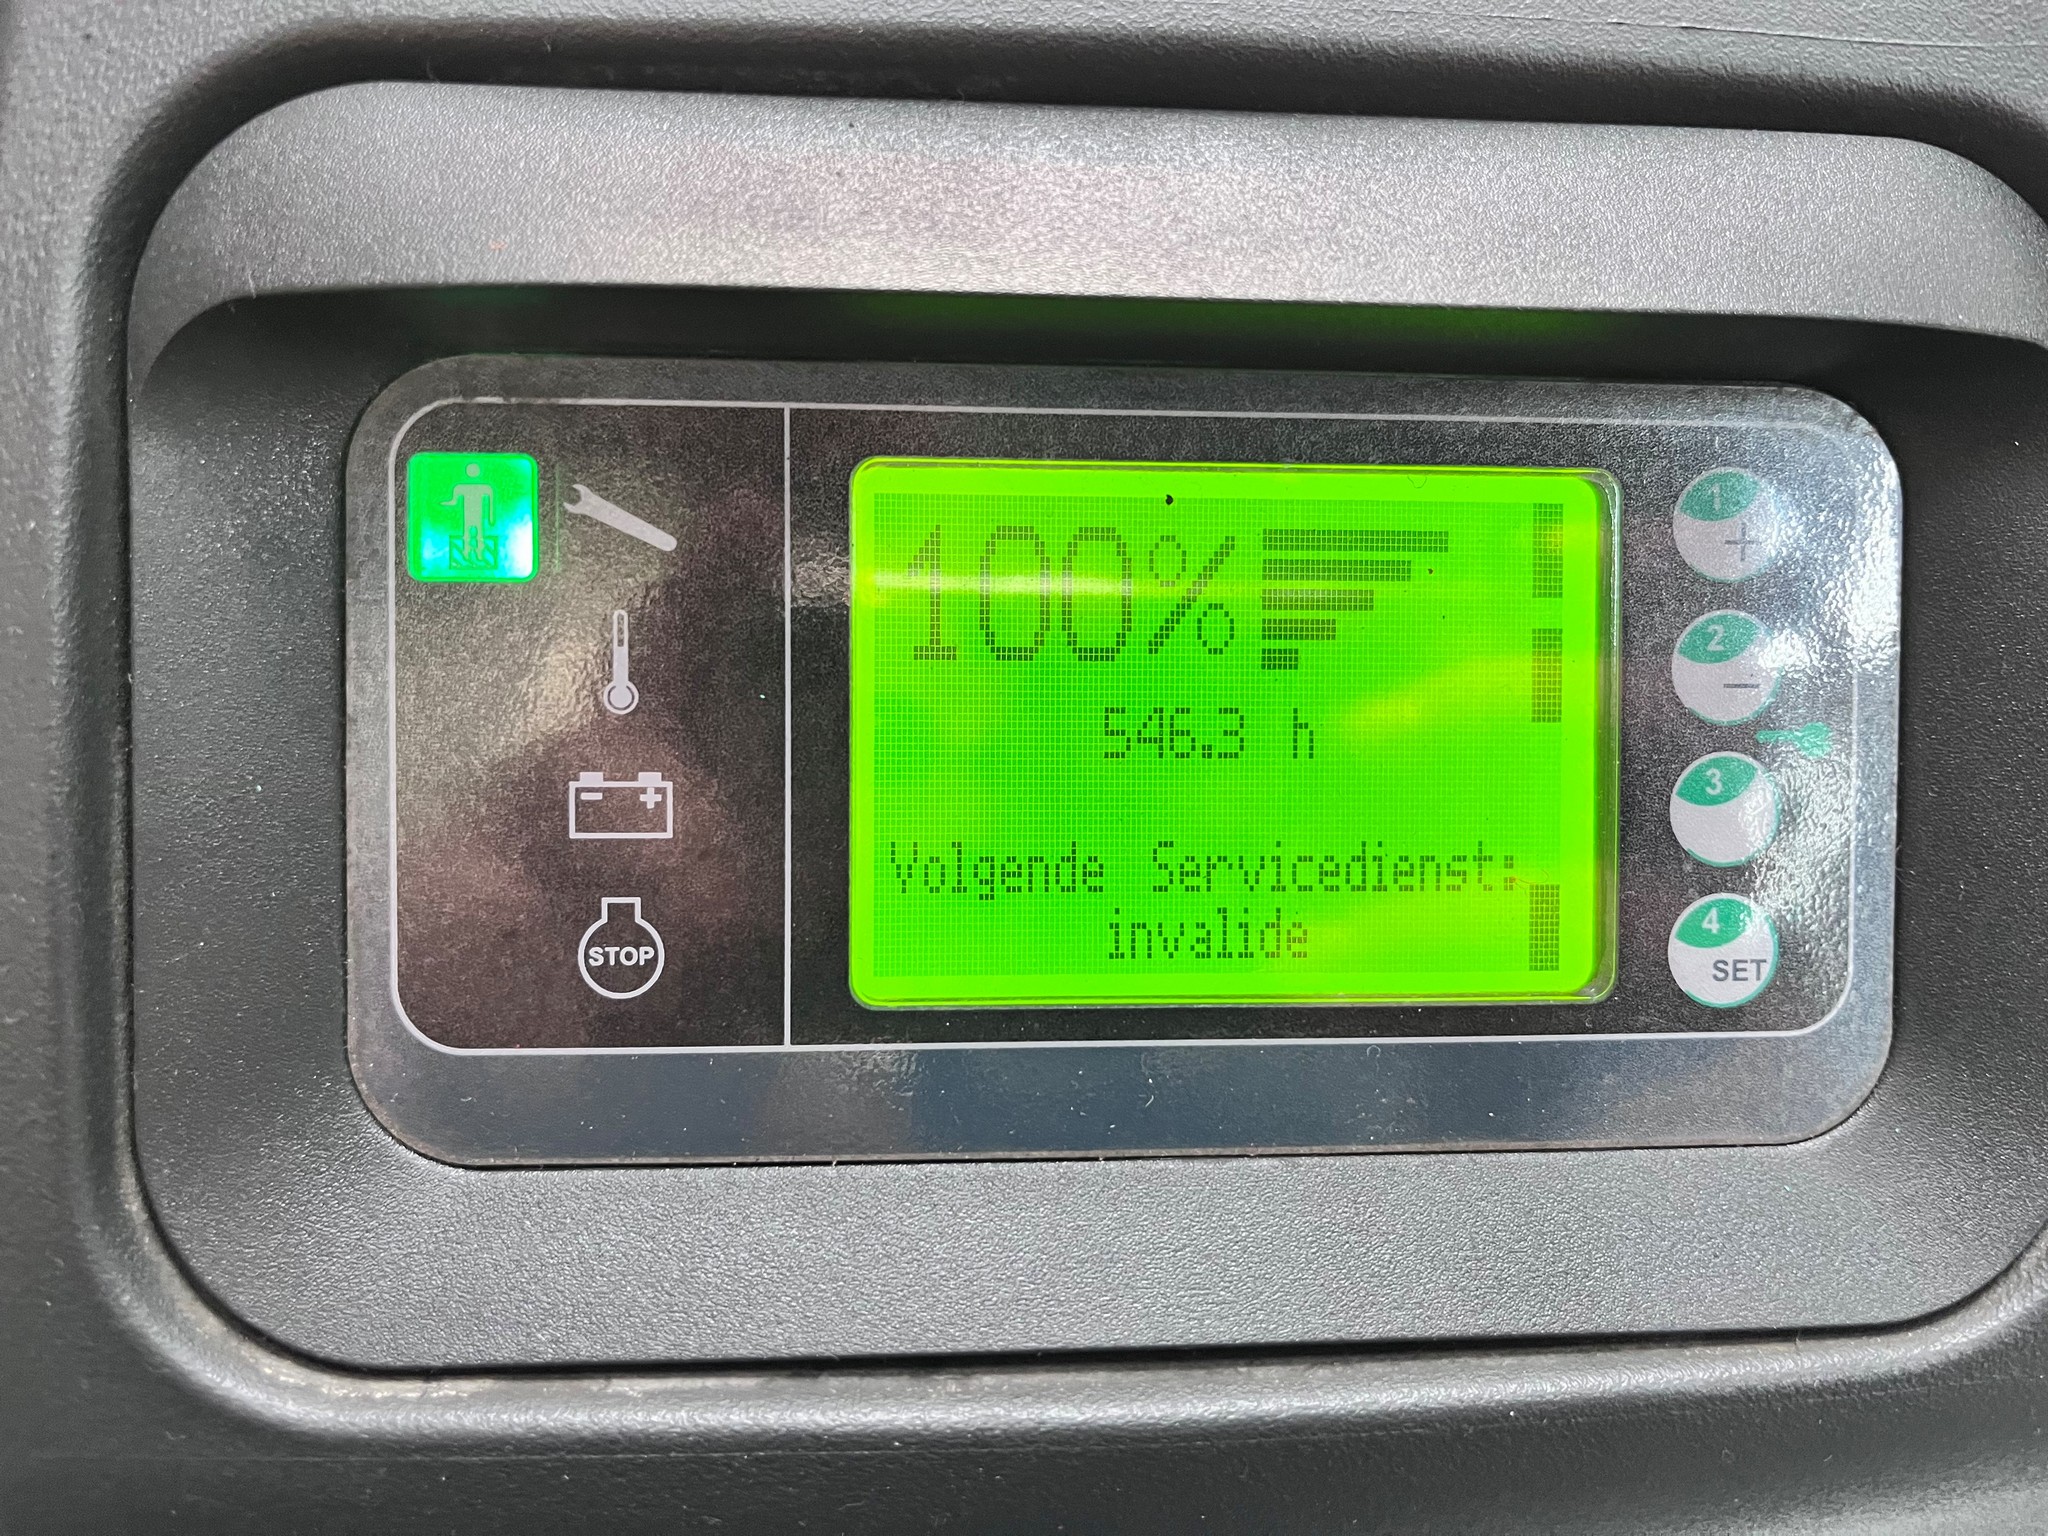 100%
546.3 h
Volgende Servicedienst:
invalide
STOP
1
+
2
−
3
4
SET